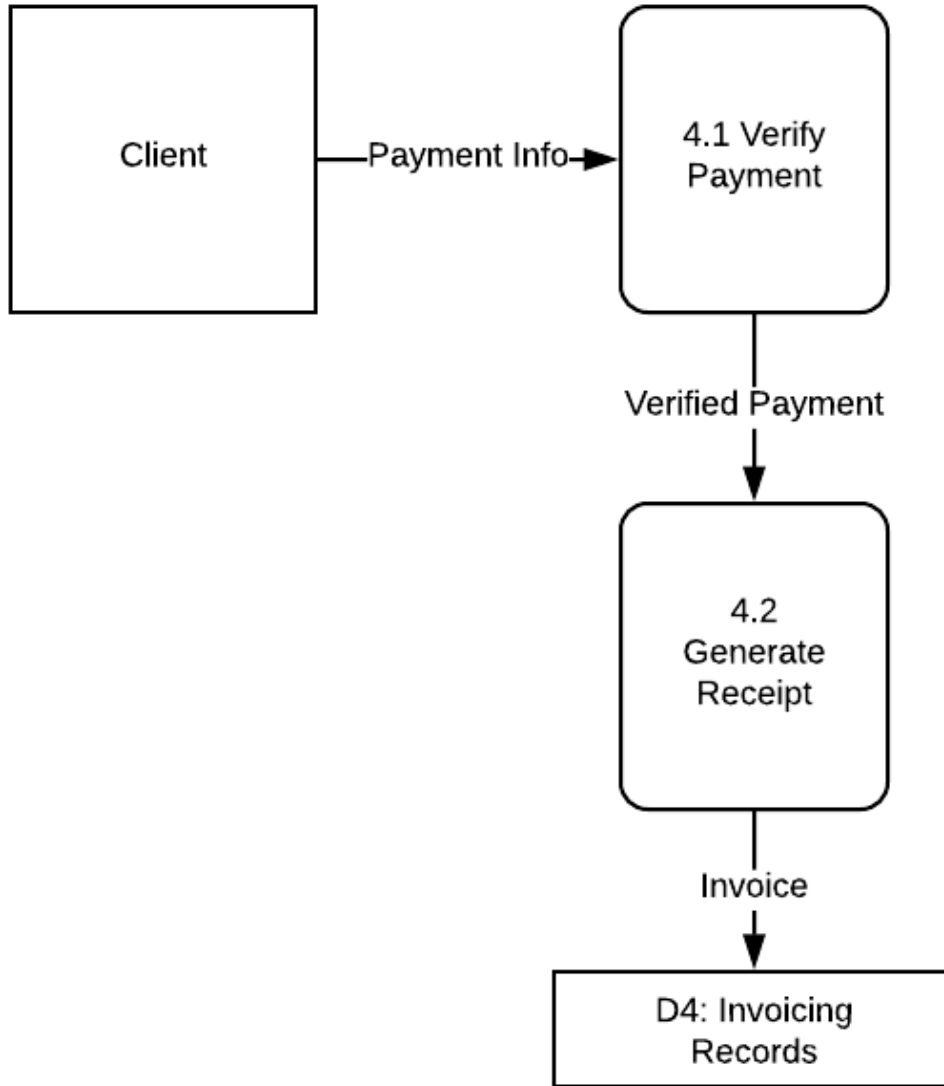 Client
Payment Info
4.1 Verify
Payment
Verified Payment
4.2
Generate
Receipt
Invoice
D4: Invoicing
Records